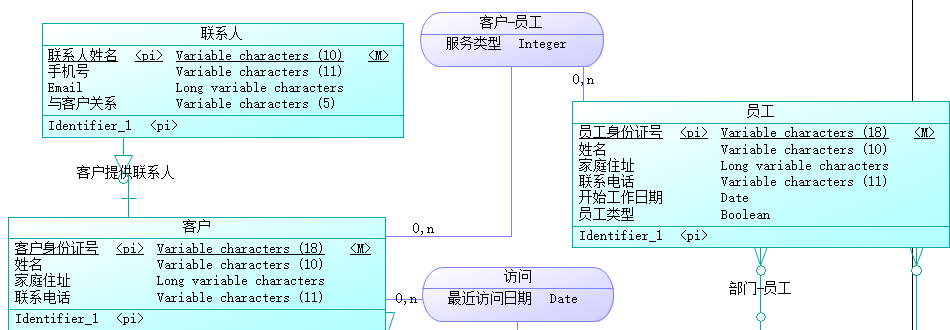 联系人
联系人姓名 <pi> Variable characters (10) <M>
手机号 Variable characters (11)
Email Long variable characters
与客户关系 Variable characters (5)
Identifier_1 <pi>
客户-员工
服务类型 Integer
0,n
员工
员工身份证号 <pi> Variable characters (18) <M>
姓名 Variable characters (10)
家庭住址 Long variable characters
联系电话 Variable characters (11)
开始工作日期 Date
员工类型 Boolean
Identifier_1 <pi>
客户提供联系人
0,n
客户
客户身份证号 <pi> Variable characters (18) <M>
姓名 Variable characters (10)
家庭住址 Long variable characters
联系电话 Variable characters (11)
Identifier_1 <pi>
0,n
访问
最近访问日期 Date
部门-员工